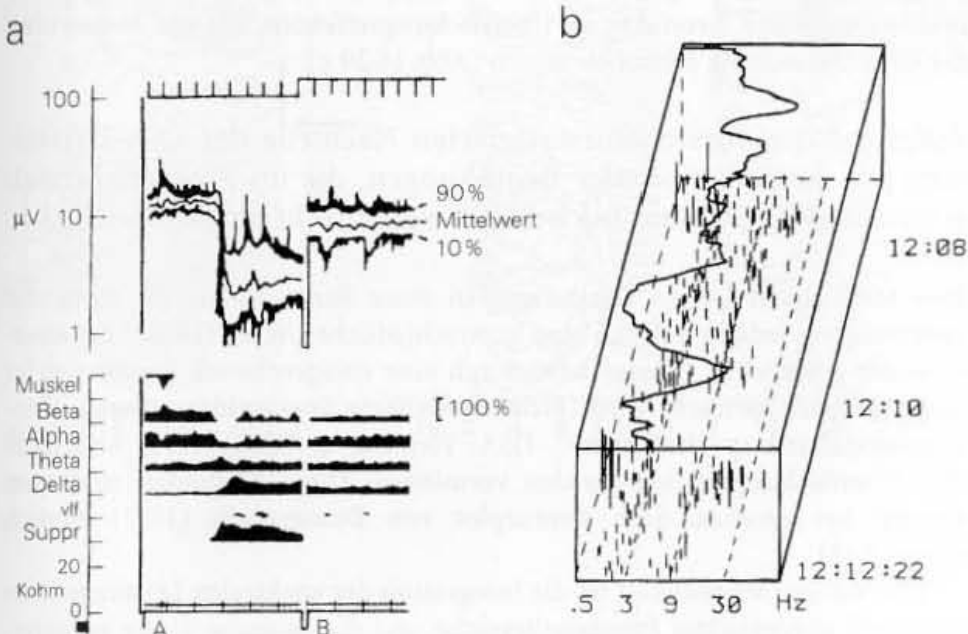 a
100
µV
10
1
90%
Mittelwert
10%
Muskel
Beta
Alpha
Theta
Delta
vlf
Suppr
20
Kohm
0
100%
A
B
b
12:08
12:10
12:12:22
.5 3 9 30 Hz